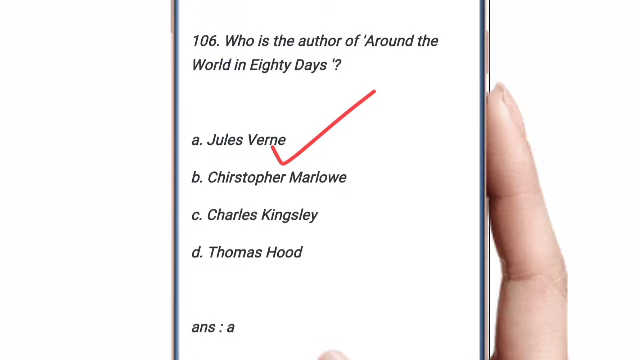 106. Who is the author of 'Around the
World in Eighty Days '?
a. Jules Verne
b. Chirstopher Marlowe
c. Charles Kingsley
d. Thomas Hood
ans : a